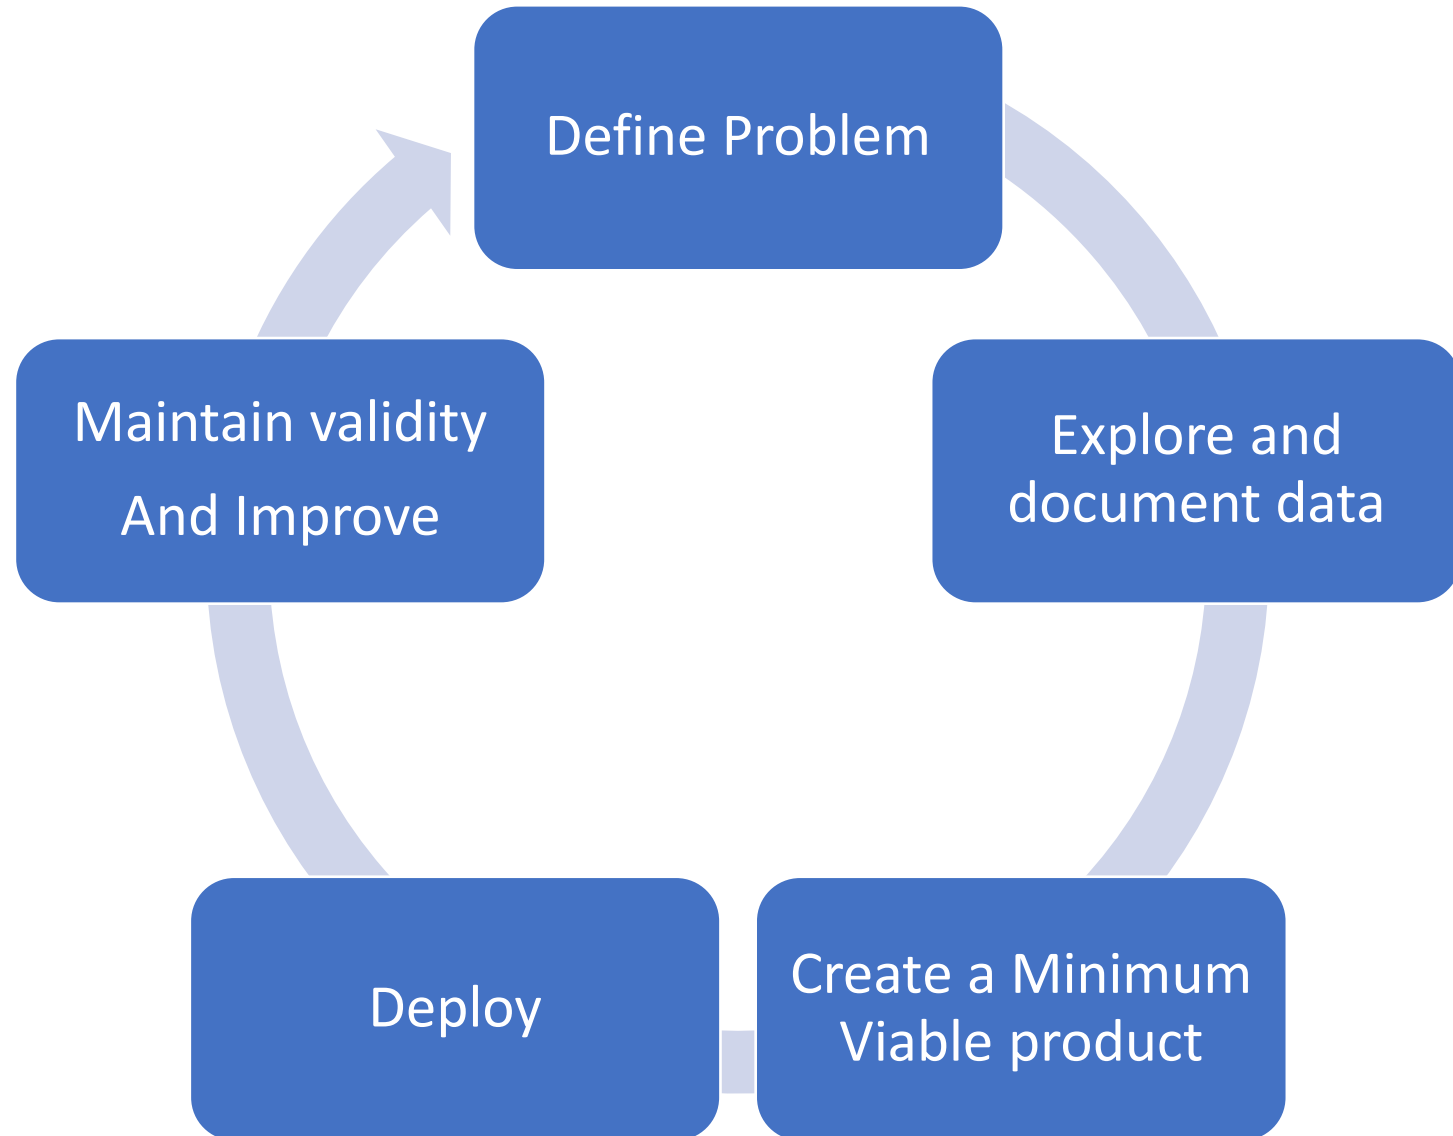 Define Problem
Explore and
document data
Create a Minimum
Viable product
Deploy
Maintain validity
And Improve